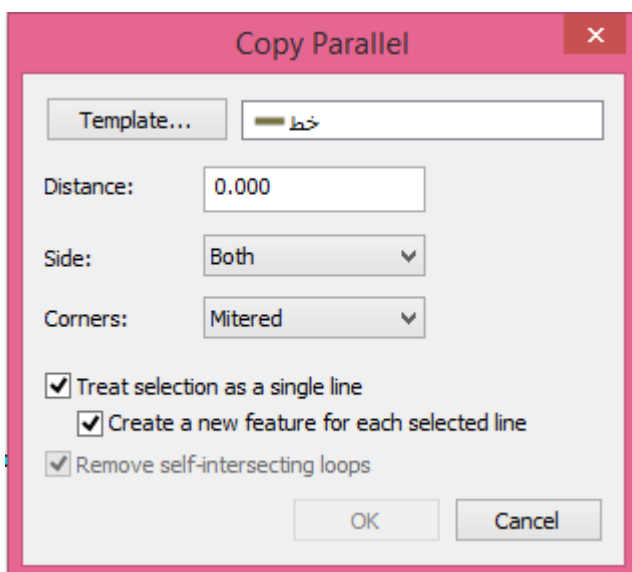 Copy Parallel
Template... خط
Distance: 0.000
Side: Both
Corners: Mitered
Treat selection as a single line
Create a new feature for each selected line
Remove self-intersecting loops
OK Cancel